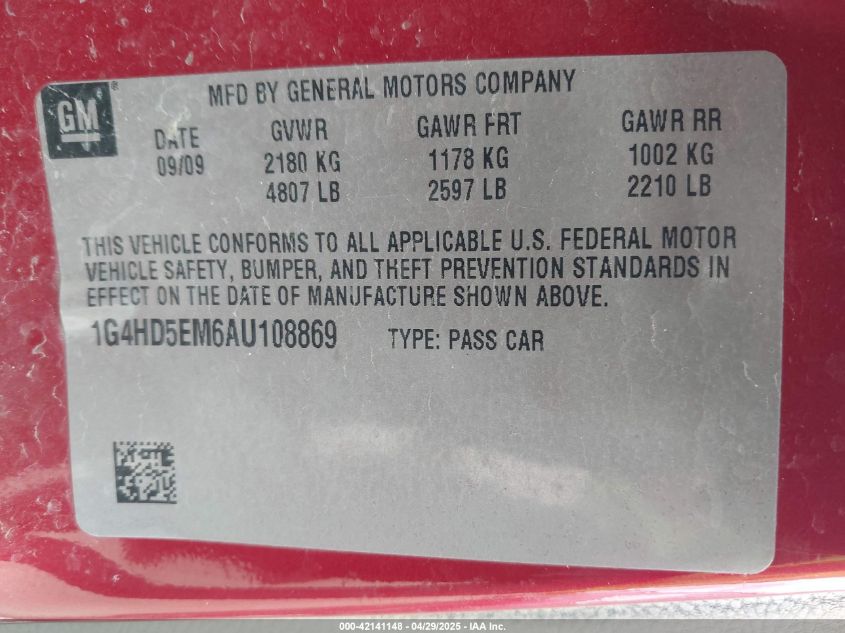 GM®
MFD BY GENERAL MOTORS COMPANY
DATE GVWR GAWR FRT GAWR RR
09/09 2180 KG 1178 KG 1002 KG
4807 LB 2597 LB 2210 LB
THIS VEHICLE CONFORMS TO ALL APPLICABLE U.S. FEDERAL MOTOR
VEHICLE SAFETY, BUMPER, AND THEFT PREVENTION STANDARDS IN
EFFECT ON THE DATE OF MANUFACTURE SHOWN ABOVE.
1G4HD5EM6AU108869 TYPE: PASS CAR
000-42141148 - 04/29/2025 - IAA Inc.